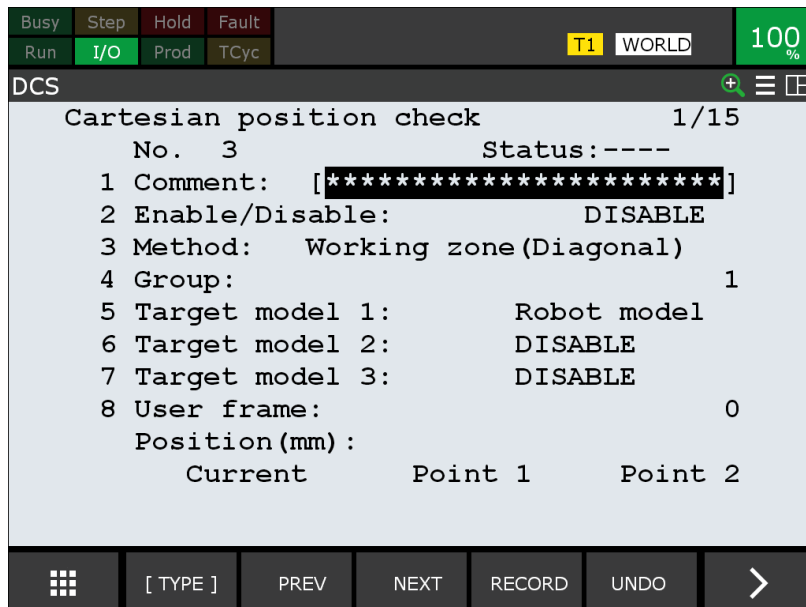 Busy Step Hold Fault
Run I/O Prod TCyc
T1 WORLD
100%
DCS
Cartesian position check 1/15
No. 3 Status:----
1 Comment: [***********************]
2 Enable/Disable: DISABLE
3 Method: Working zone(Diagonal)
4 Group: 1
5 Target model 1: Robot model
6 Target model 2: DISABLE
7 Target model 3: DISABLE
8 User frame: 0
Position(mm):
Current Point 1 Point 2
[ TYPE ] PREV NEXT RECORD UNDO